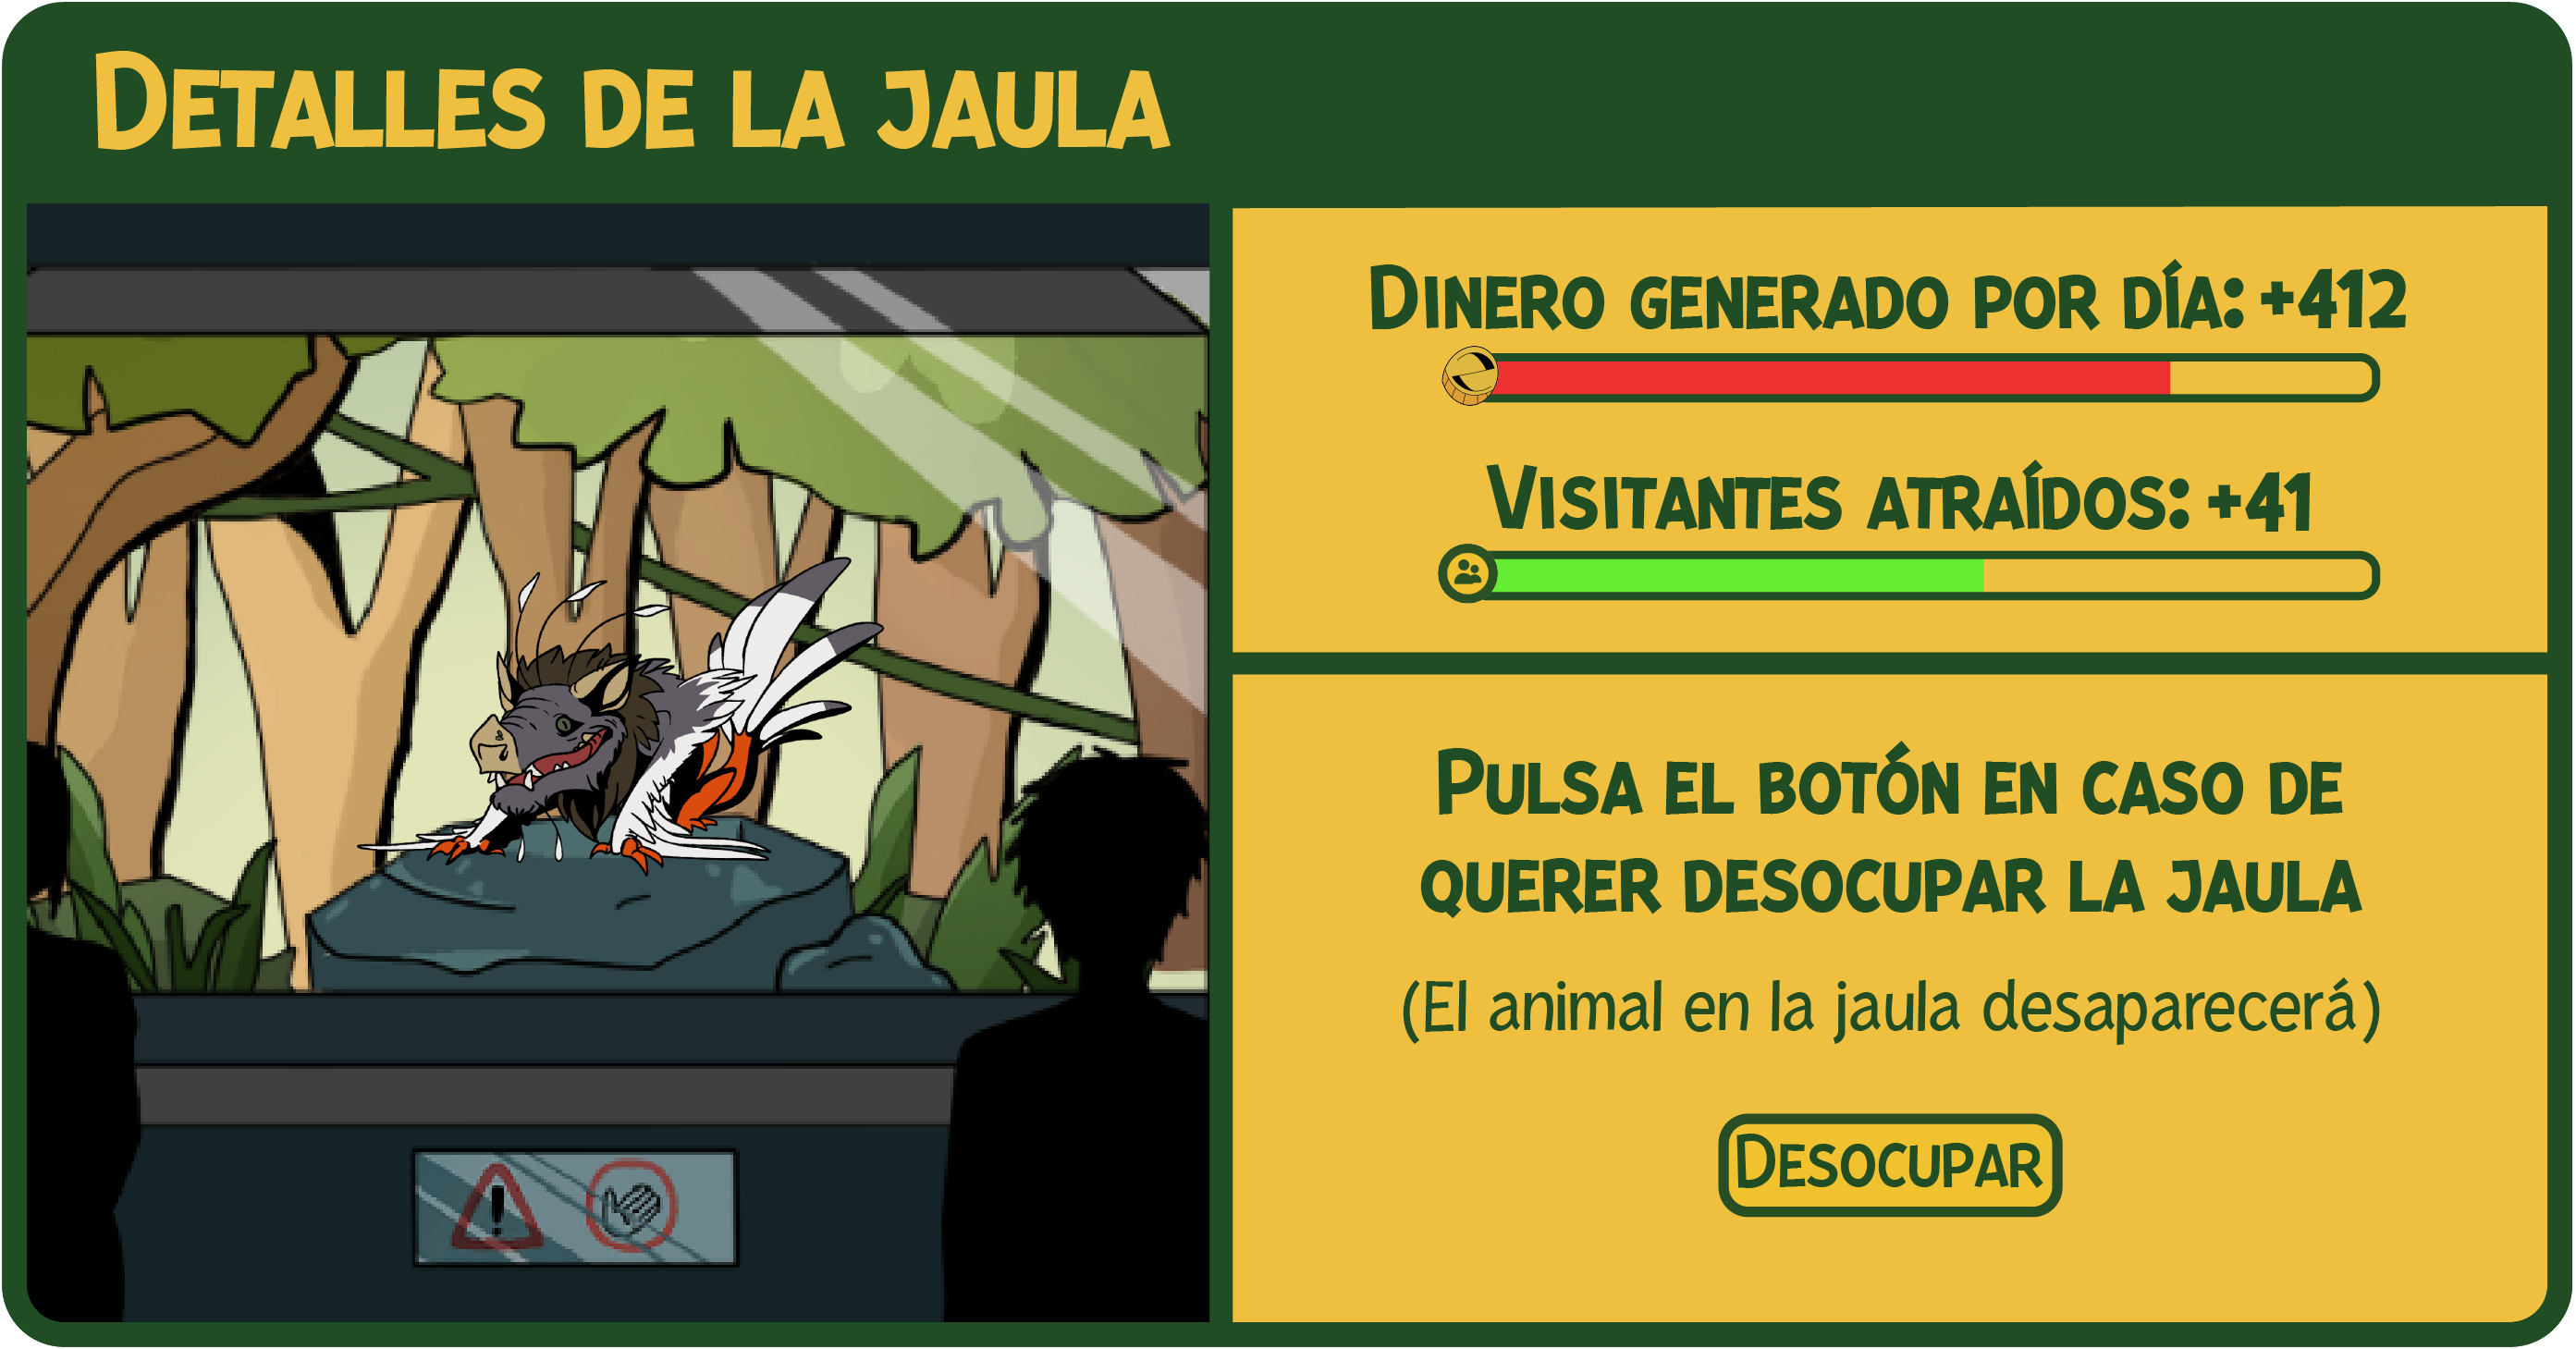 Detalles de la jaula
Dinero generado por día: +412
Visitantes atraídos: +41
Pulsa el botón en caso de
querer desocupar la jaula
(El animal en la jaula desaparecerá)
Desocupar